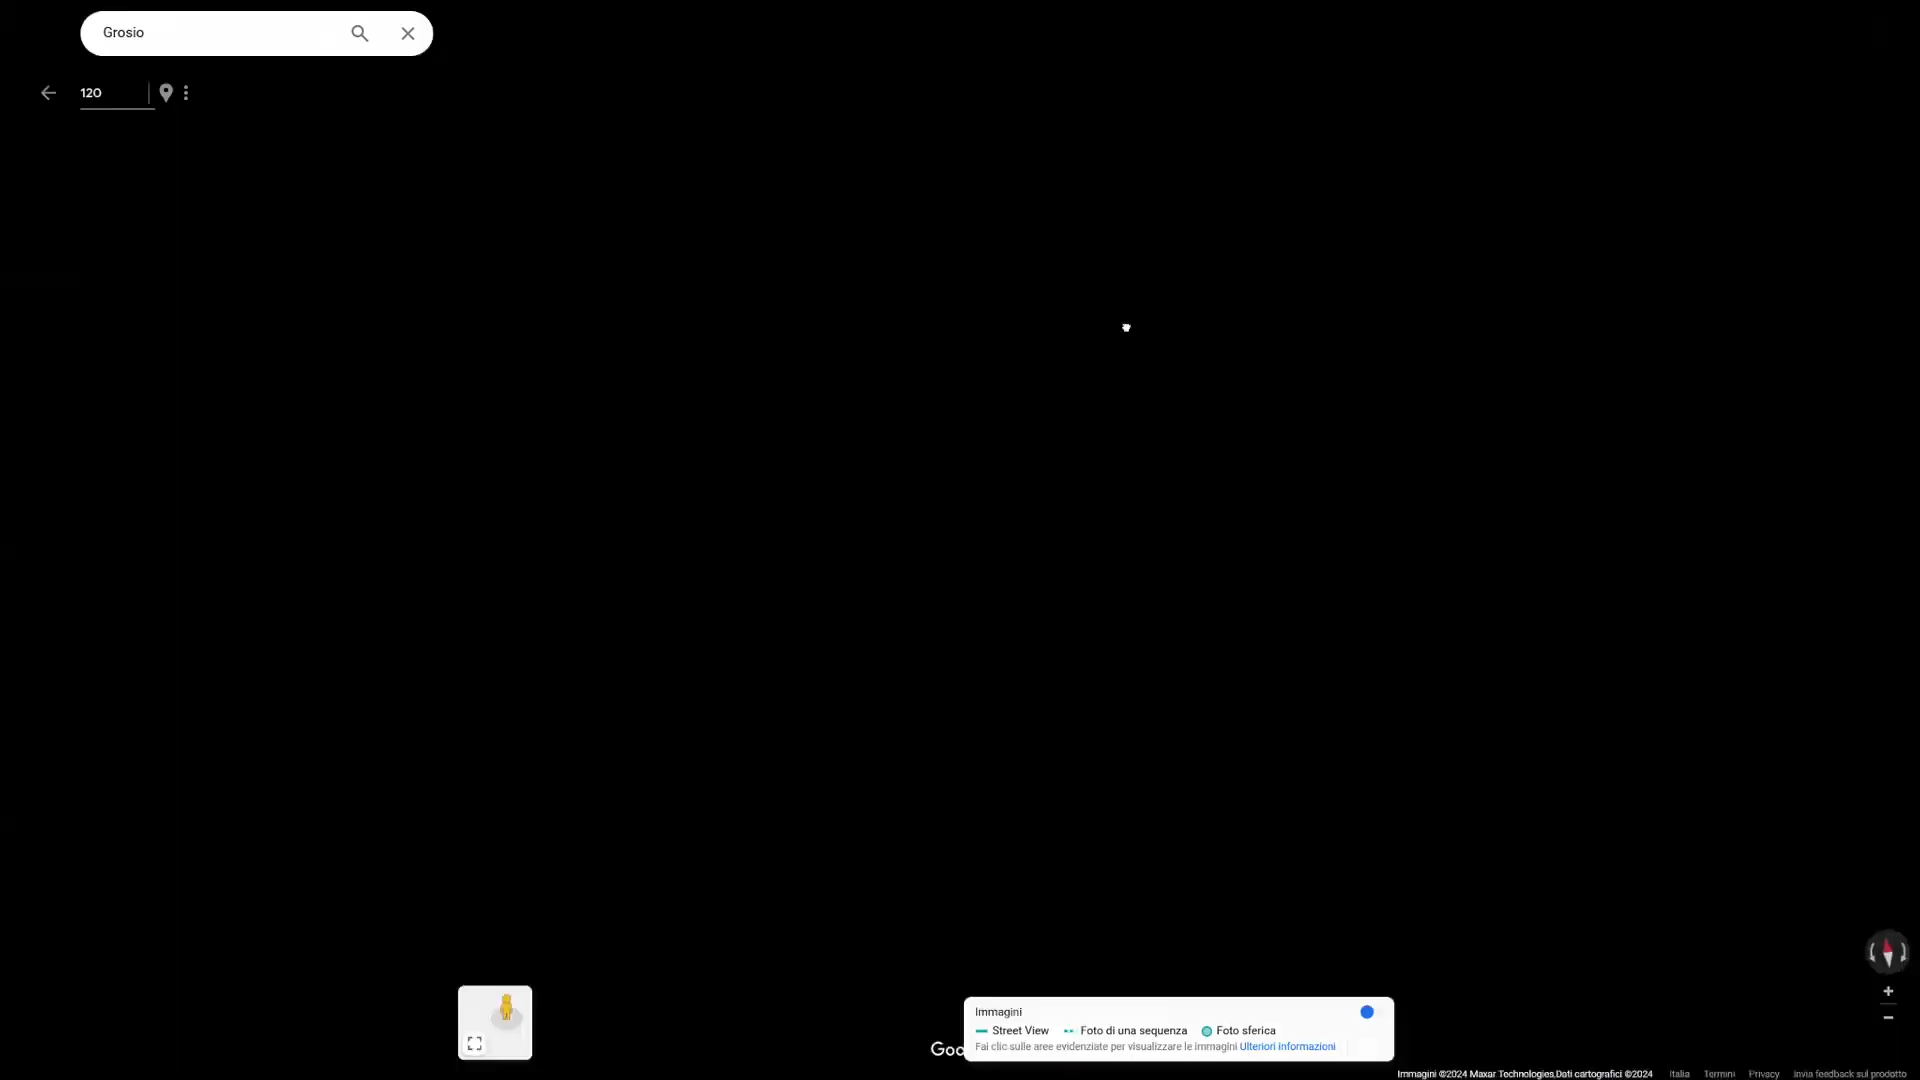 Grosio
120
Immagini
Street View Foto di una sequenza Foto sferica
Fai clic sulle aree evidenziate per visualizzare le immagini Ulteriori informazioni
Goo
Immagini ©2024 Maxar Technologies,Dati cartografici ©2024 Italia Termini Privacy Invia feedback sul prodotto